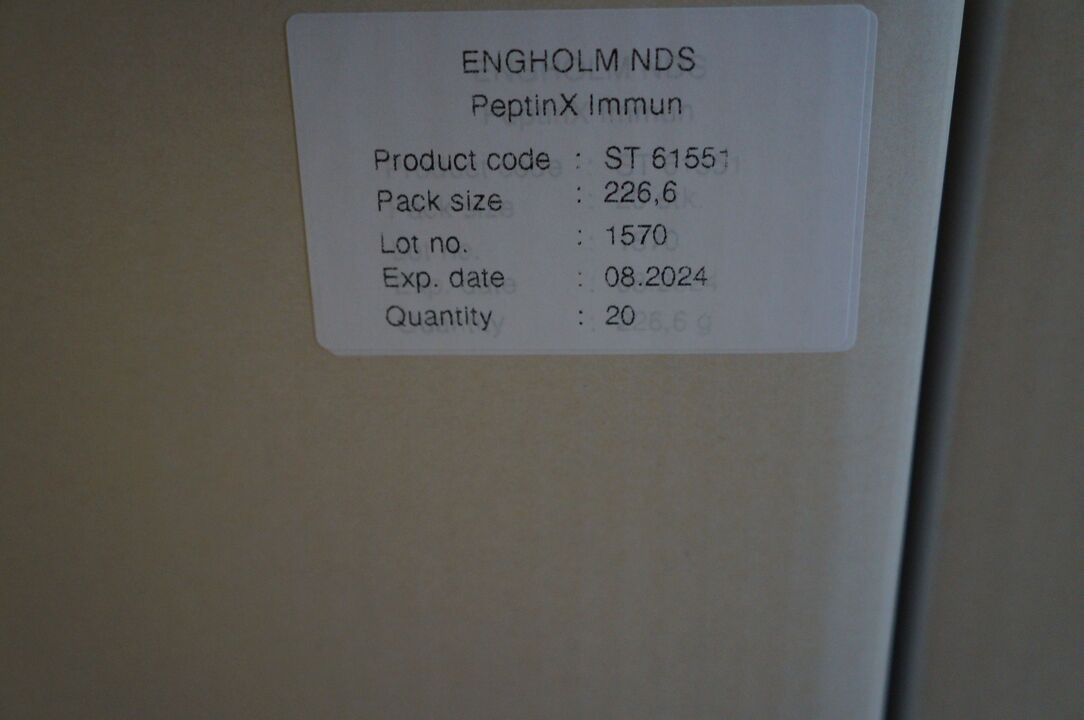 ENGHOLM NDS
PeptinX Immun
Product code : ST 61551
Pack size : 226,6
Lot no. : 1570
Exp. date : 08.2024
Quantity : 20